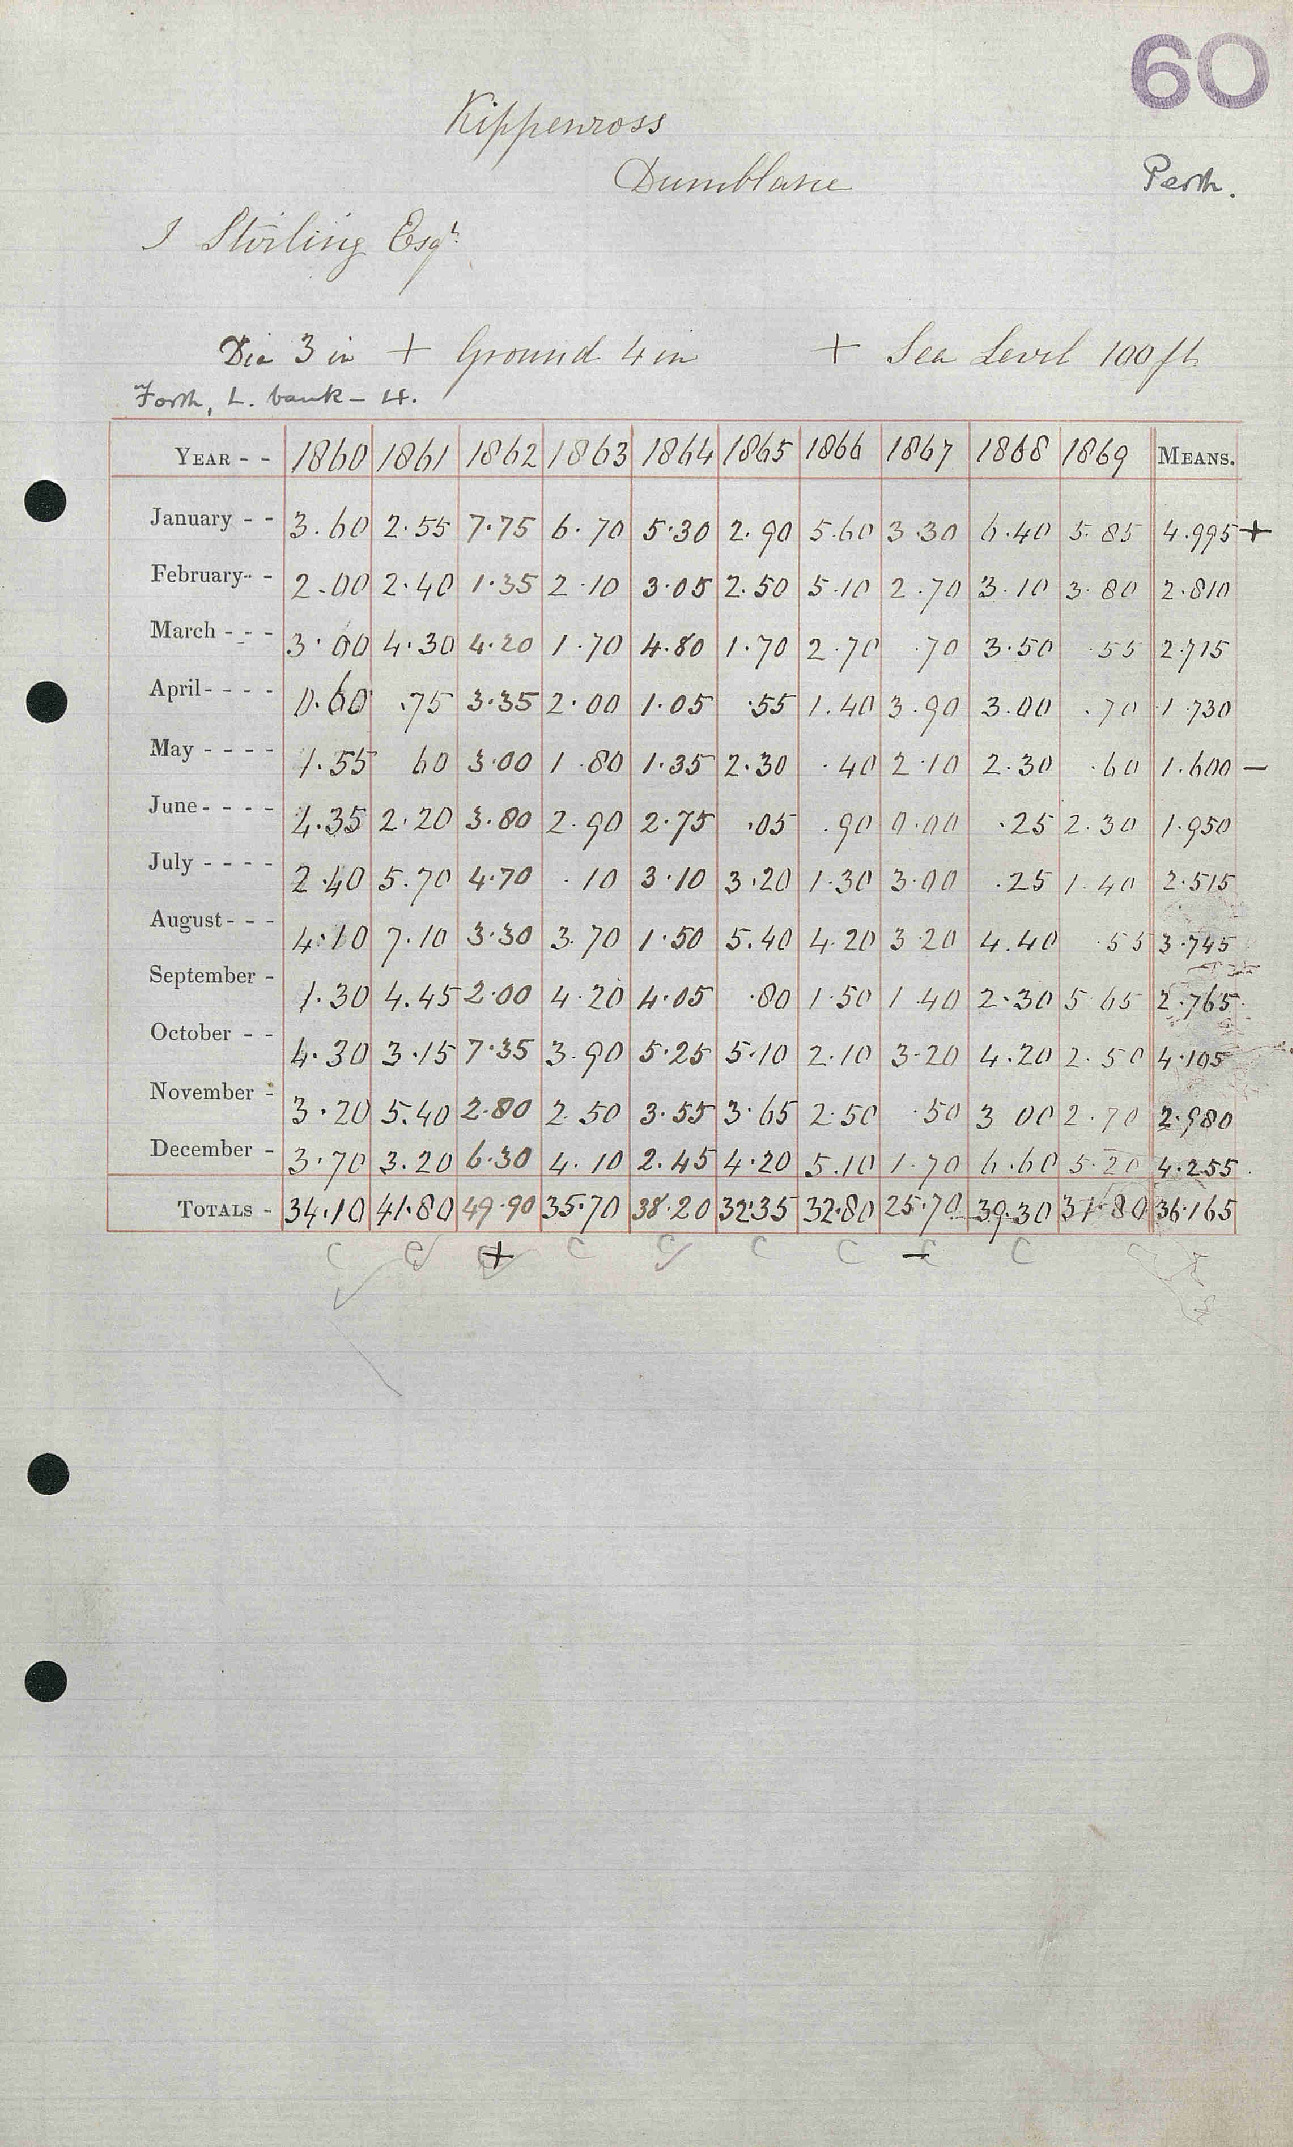 60
Kippenross
Dumblane
Perth.
J Stirling Esqr
Dia 3 in + Ground 4 in + Sea Level 100 ft
Forth, L. bank - 4.
YEAR - - 1860 1861 1862 1863 1864 1865 1866 1867 1868 1869 MEANS.
January - - 3.60 2.55 7.75 6.70 5.30 2.90 5.60 3.30 6.40 5.85 4.995 +
February - - 2.00 2.40 1.35 2.10 3.05 2.50 5.10 2.70 3.10 3.80 2.810
March - - - 3.00 4.30 4.20 1.70 4.80 1.70 2.70 .70 3.50 .55 2.715
April - - - - 0.60 .75 3.35 2.00 1.05 .55 1.40 3.90 3.00 .70 1.730
May - - - - 1.55 60 3.00 1.80 1.35 2.30 .40 2.10 2.30 .60 1.600 -
June - - - - 4.35 2.20 3.80 2.90 2.75 .05 .90 0.00 .25 2.30 1.950
July - - - - 2.40 5.70 4.70 .10 3.10 3.20 1.30 3.00 .25 1.40 2.515
August - - - 4.10 7.10 3.30 3.70 1.50 5.40 4.20 3.20 4.40 .55 3.745
September - 1.30 4.45 2.00 4.20 4.05 .80 1.50 1.40 2.30 5.65 2.765
October - - 4.30 3.15 7.35 3.90 5.25 5.10 2.10 3.20 4.20 2.50 4.105
November - 3.20 5.40 2.80 2.50 3.55 3.65 2.50 .50 3 00 2.70 2.980
December - 3.70 3.20 6.30 4.10 2.45 4.20 5.10 1.70 6.60 5.20 4.255
TOTALS - 34.10 41.80 49.90 35.70 38.20 32.35 32.80 25.70 39.30 31.80 36.165
C C C + C C C C C - C C